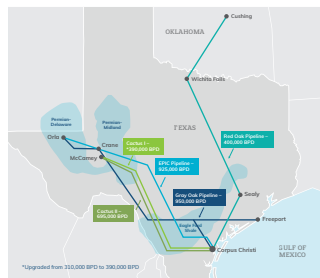 Cushing
OKLAHOMA
Wichita Falls
Permian-
Delaware
Permian-
Midland
Orla
Crane
McCamey
TEXAS
Cactus I –
*390,000 BPD
Red Oak Pipeline –
400,000 BPD
EPIC Pipeline –
925,000 BPD
Gray Oak Pipeline –
950,000 BPD
Cactus II –
695,000 BPD
Sealy
Eagle Ford
Shale
Freeport
Corpus Christi
GULF OF
MEXICO
*Upgraded from 310,000 BPD to 390,000 BPD